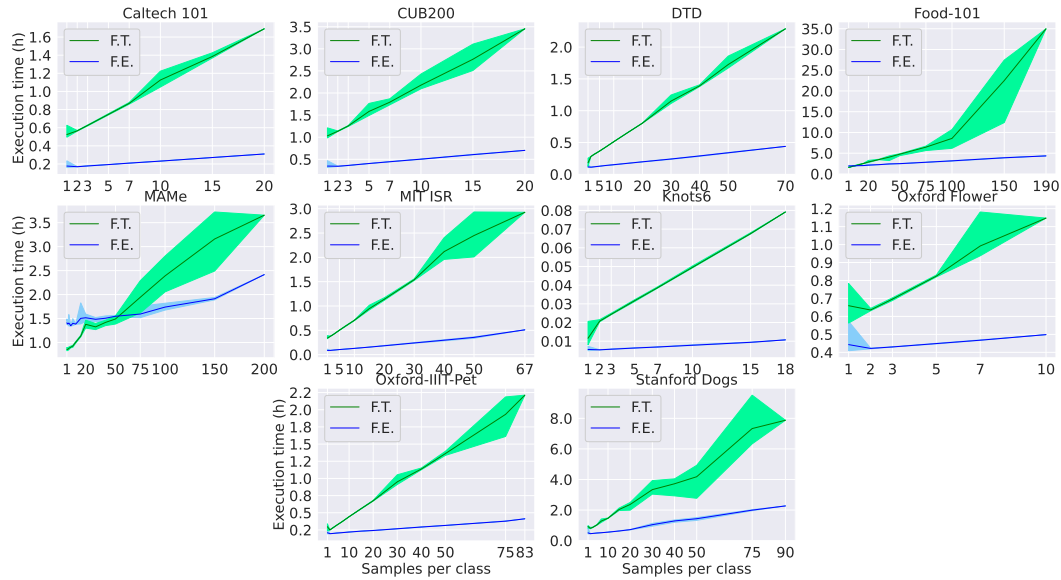 Caltech 101
CUB200
DTD
Food-101
Execution time (h)
1.6
1.4
1.2
1.0
0.8
0.6
0.4
0.2
F.T.
F.E.
1 2 3 5 7 10 15 20
3.5
3.0
2.5
2.0
1.5
1.0
0.5
F.T.
F.E.
1 2 3 5 7 10 15 20
2.0
1.5
1.0
0.5
0.0
F.T.
F.E.
1 5 10 20 30 40 50 70
35.0
30.0
25.0
20.0
15.0
10.0
5.0
0.0
F.T.
F.E.
1 20 50 75 100 150 190
MAMe
MIT ISR
Knots6
Oxford Flower
Execution time (h)
3.5
3.0
2.5
2.0
1.5
1.0
F.T.
F.E.
1 20 50 75 100 150 200
3.0
2.5
2.0
1.5
1.0
0.5
0.0
F.T.
F.E.
1 5 10 20 30 40 50 67
0.08
0.07
0.06
0.05
0.04
0.03
0.02
0.01
F.T.
F.E.
1 2 3 5 7 10 15 18
1.2
1.1
1.0
0.9
0.8
0.7
0.6
0.5
0.4
F.T.
F.E.
1 2 3 5 7 10
Oxford-IIIT-Pet
Stanford Dogs
Execution time (h)
2.2
2.0
1.8
1.5
1.2
1.0
0.8
0.5
0.2
F.T.
F.E.
1 10 20 30 40 50 75 83
Samples per class
8.0
6.0
4.0
2.0
0.0
F.T.
F.E.
1 10 20 30 40 50 75 90
Samples per class